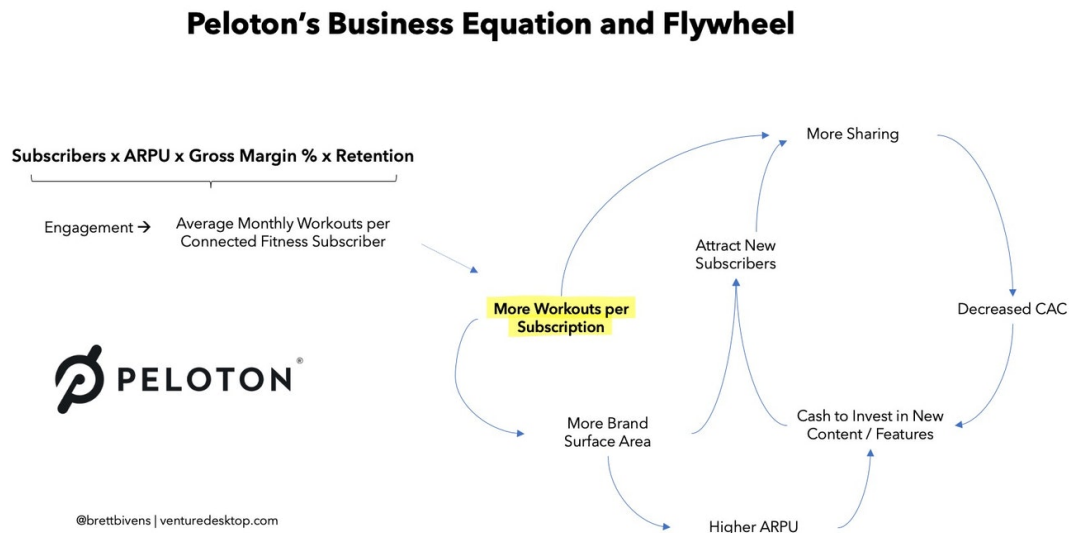 Peloton’s Business Equation and Flywheel
Subscribers x ARPU x Gross Margin % x Retention
Engagement →
Average Monthly Workouts per
Connected Fitness Subscriber
More Sharing
Attract New
Subscribers
More Workouts per
Subscription
Decreased CAC
PELOTON®
More Brand
Surface Area
Cash to Invest in New
Content / Features
Higher ARPU
@brettbivens | venturedesktop.com